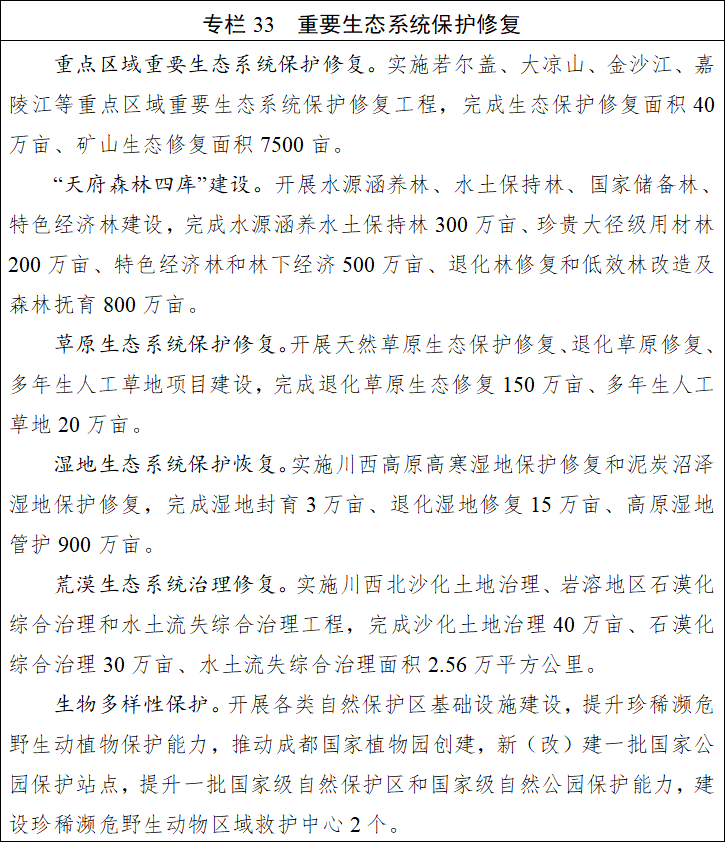 专栏 33　重要生态系统保护修复
重点区域重要生态系统保护修复。实施若尔盖、大凉山、金沙江、嘉
陵江等重点区域重要生态系统保护修复工程，完成生态保护修复面积 40
万亩、矿山生态修复面积 7500 亩。
“天府森林四库”建设。开展水源涵养林、水土保持林、国家储备林、
特色经济林建设，完成水源涵养水土保持林 300 万亩、珍贵大径级用材林
200 万亩、特色经济林和林下经济 500 万亩、退化林修复和低效林改造及
森林抚育 800 万亩。
草原生态系统保护修复。开展天然草原生态保护修复、退化草原修复、
多年生人工草地项目建设，完成退化草原生态修复 150 万亩、多年生人工
草地 20 万亩。
湿地生态系统保护恢复。实施川西高原高寒湿地保护修复和泥炭沼泽
湿地保护修复，完成湿地封育 3 万亩、退化湿地修复 15 万亩、高原湿地
管护 900 万亩。
荒漠生态系统治理修复。实施川西北沙化土地治理、岩溶地区石漠化
综合治理和水土流失综合治理工程，完成沙化土地治理 40 万亩、石漠化
综合治理 30 万亩、水土流失综合治理面积 2.56 万平方公里。
生物多样性保护。开展各类自然保护区基础设施建设，提升珍稀濒危
野生动植物保护能力，推动成都国家植物园创建，新（改）建一批国家公
园保护站点，提升一批国家级自然保护区和国家级自然公园保护能力，建
设珍稀濒危野生动物区域救护中心 2 个。